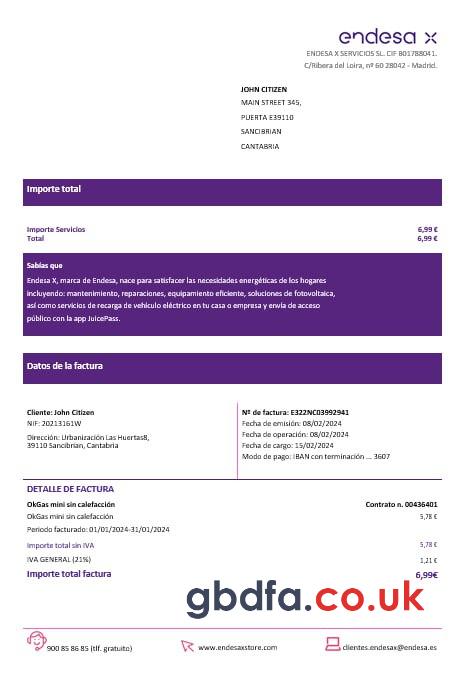 endesa x
ENDESA X SERVICIOS SL. CIF B01788041.
C/Ribera del Loira, nº 60 28042 - Madrid.
JOHN CITIZEN
MAIN STREET 345,
PUERTA E39110
SANCIBRIAN
CANTABRIA
Importe total
Importe Servicios 6,99 €
Total 6,99 €
Sabías que
Endesa X, marca de Endesa, nace para satisfacer las necesidades energéticas de los hogares
incluyendo: mantenimiento, reparaciones, equipamiento eficiente, soluciones de fotovoltaica,
así como servicios de recarga de vehículo eléctrico en tu casa o empresa y envía de acceso
público con la app JuicePass.
Datos de la factura
Cliente: John Citizen
NIF: 20213161W
Dirección: Urbanización Las Huertas8,
39110 Sancibrian, Cantabria
Nº de factura: E322NC03992941
Fecha de emisión: 08/02/2024
Fecha de operación: 08/02/2024
Fecha de cargo: 15/02/2024
Modo de pago: IBAN con terminación ... 3607
DETALLE DE FACTURA
OkGas mini sin calefacción Contrato n. 00436401
OkGas mini sin calefacción 5,78 €
Periodo facturado: 01/01/2024-31/01/2024
Importe total sin IVA 5,78 €
IVA GENERAL (21%) 1,21 €
Importe total factura 6,99€
gbdfa.co.uk
900 85 86 85 (tlf. gratuito) www.endesaxstore.com clientes.endesax@endesa.es